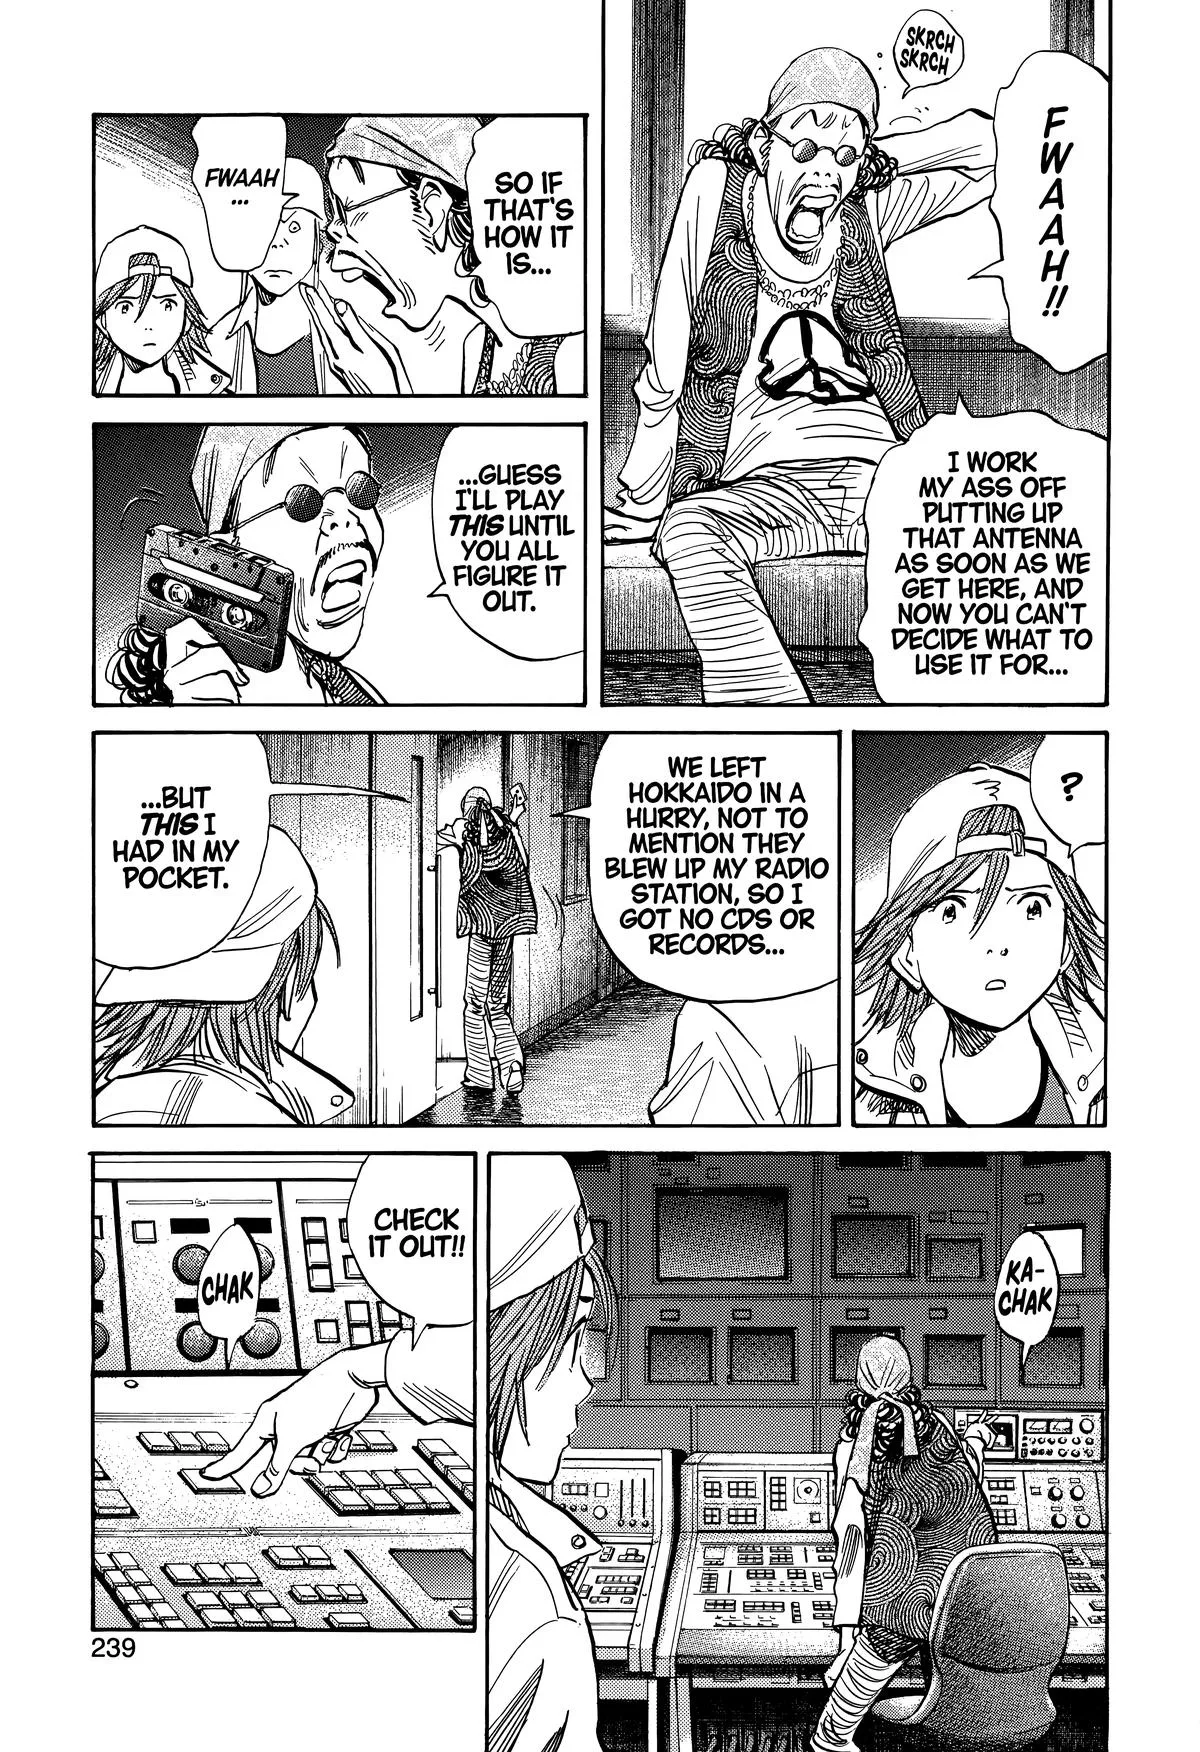 FWAAH!!
SKRCH
SKRCH
I WORK
MY ASS OFF
PUTTING UP
THAT ANTENNA
AS SOON AS WE
GET HERE, AND
NOW YOU CAN'T
DECIDE WHAT TO
USE IT FOR...
SO IF
THAT'S
HOW IT
IS...
FWAAH
...
...GUESS
I'LL PLAY
THIS UNTIL
YOU ALL
FIGURE IT
OUT.
?
WE LEFT
HOKKAIDO IN A
HURRY, NOT TO
MENTION THEY
BLEW UP MY RADIO
STATION, SO I
GOT NO CDS OR
RECORDS...
...BUT
THIS I
HAD IN MY
POCKET.
KA-
CHAK
CHECK
IT OUT!!
CHAK
239